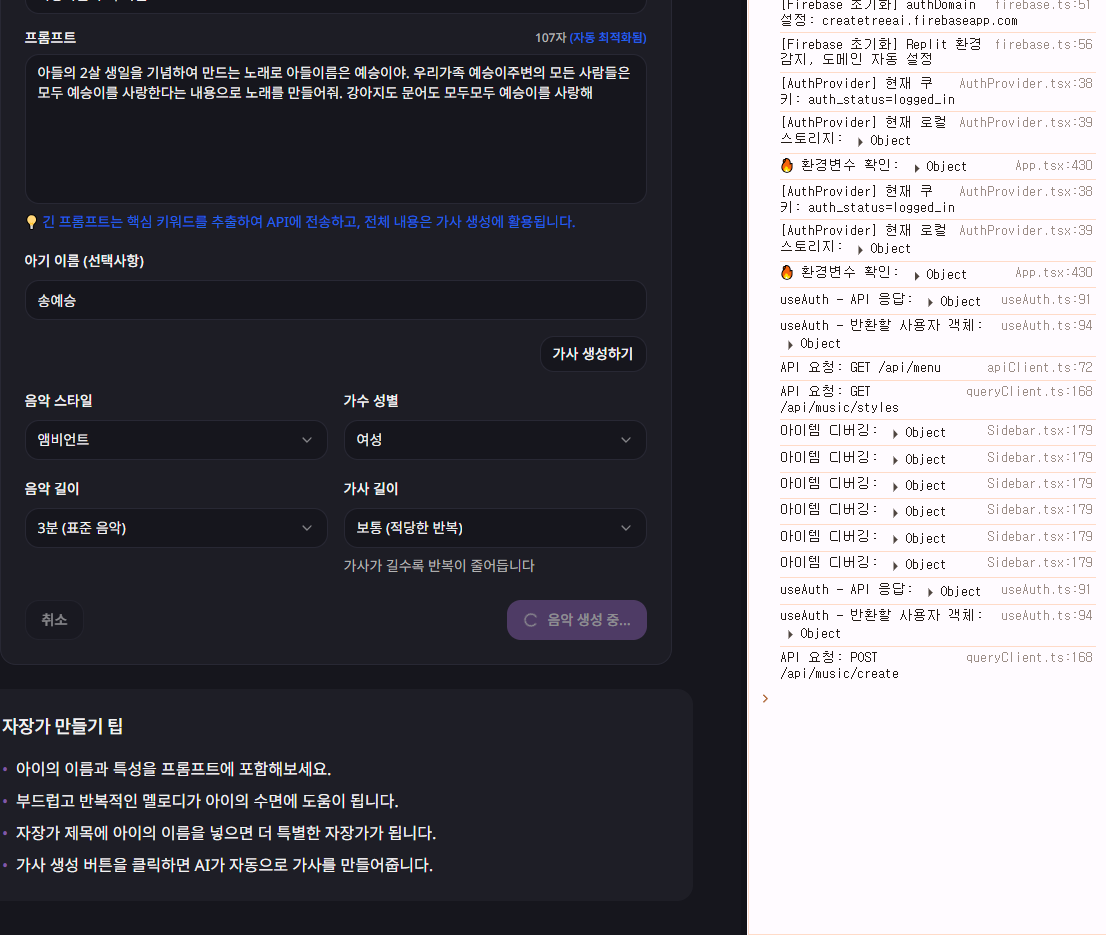 프롬프트
107자 (자동 최적화됨)
아들의 2살 생일을 기념하여 만드는 노래로 아들이름은 예승이야. 우리가족 예승이주변의 모든 사람들은
모두 예승이를 사랑한다는 내용으로 노래를 만들어줘. 강아지도 문어도 모두모두 예승이를 사랑해
긴 프롬프트는 핵심 키워드를 추출하여 API에 전송하고, 전체 내용은 가사 생성에 활용됩니다.
아기 이름 (선택사항)
송예승
가사 생성하기
음악 스타일
가수 성별
앰비언트
여성
음악 길이
가사 길이
3분 (표준 음악)
보통 (적당한 반복)
가사가 길수록 반복이 줄어듭니다
취소
음악 생성 중...
자장가 만들기 팁
• 아이의 이름과 특성을 프롬프트에 포함해보세요.
• 부드럽고 반복적인 멜로디가 아이의 수면에 도움이 됩니다.
• 자장가 제목에 아이의 이름을 넣으면 더 특별한 자장가가 됩니다.
• 가사 생성 버튼을 클릭하면 AI가 자동으로 가사를 만들어줍니다.
[Firebase 초기화] authDomain firebase.ts:51
설정: createtreeai.firebaseapp.com
[Firebase 초기화] Replit 환경 firebase.ts:56
감지, 도메인 자동 설정
[AuthProvider] 현재 쿠 AuthProvider.tsx:38
키: auth_status=logged_in
[AuthProvider] 현재 로컬 AuthProvider.tsx:39
스토리지: Object
환경변수 확인: Object App.tsx:430
[AuthProvider] 현재 쿠 AuthProvider.tsx:38
키: auth_status=logged_in
[AuthProvider] 현재 로컬 AuthProvider.tsx:39
스토리지: Object
환경변수 확인: Object App.tsx:430
useAuth - API 응답: Object useAuth.ts:91
useAuth - 반환할 사용자 객체: useAuth.ts:94
Object
API 요청: GET /api/menu apiClient.ts:72
API 요청: GET queryClient.ts:168
/api/music/styles
아이템 디버깅: Object Sidebar.tsx:179
아이템 디버깅: Object Sidebar.tsx:179
아이템 디버깅: Object Sidebar.tsx:179
아이템 디버깅: Object Sidebar.tsx:179
아이템 디버깅: Object Sidebar.tsx:179
아이템 디버깅: Object Sidebar.tsx:179
useAuth - API 응답: Object useAuth.ts:91
useAuth - 반환할 사용자 객체: useAuth.ts:94
Object
API 요청: POST queryClient.ts:168
/api/music/create